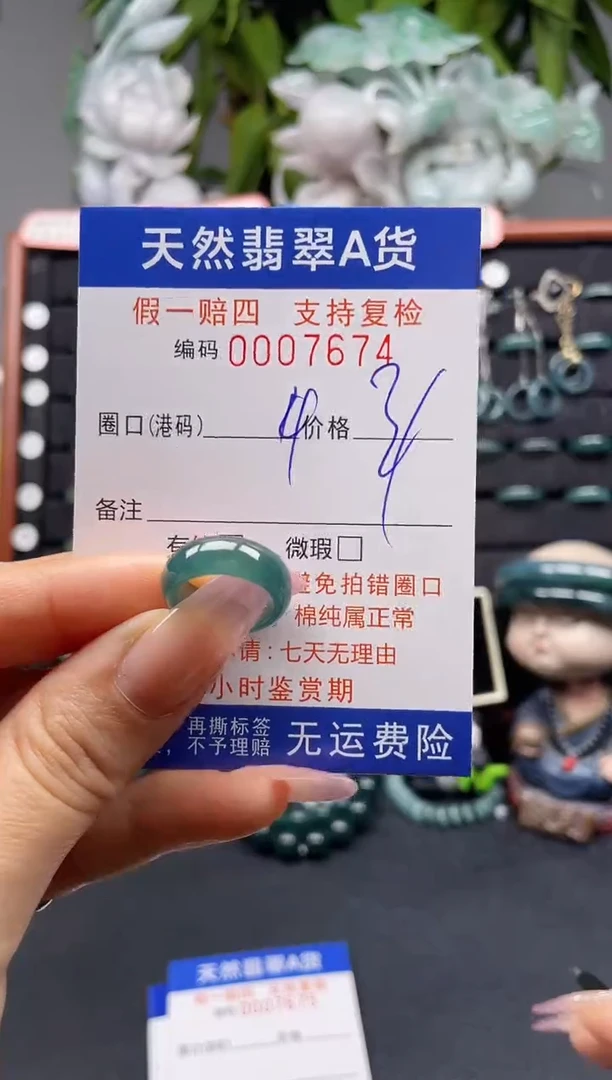 天然翡翠A货
假一赔四 支持复检
编码 0007674
圈口(港码) 价格
备注
有 微瑕□
避免拍错圈口
棉纯属正常
请:七天无理由
小时鉴赏期
再撕标签
,不予理赔 无运费险
天然翡翠A货